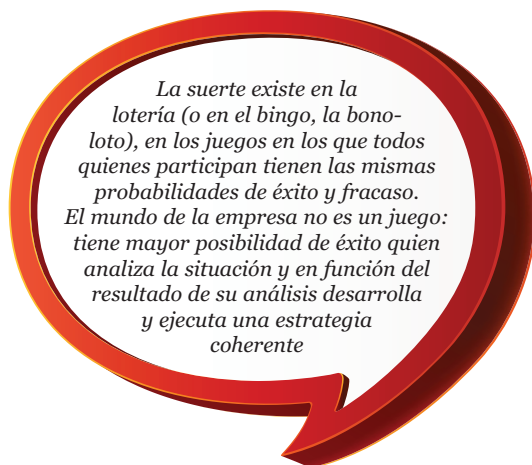 La suerte existe en la
lotería (o en el bingo, la bono-
loto), en los juegos en los que todos
quienes participan tienen las mismas
probabilidades de éxito y fracaso.
El mundo de la empresa no es un juego:
tiene mayor posibilidad de éxito quien
analiza la situación y en función del
resultado de su análisis desarrolla
y ejecuta una estrategia
coherente